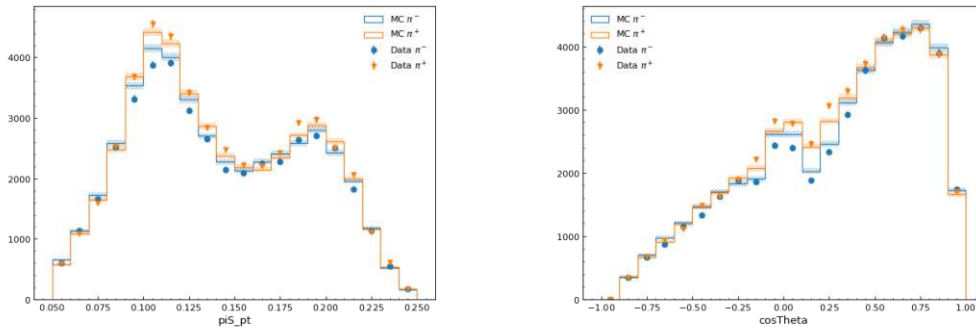 MC π⁻
MC π⁺
Data π⁻
Data π⁺
4000
3000
2000
1000
0
0.050 0.075 0.100 0.125 0.150 0.175 0.200 0.225 0.250
piS_pt
MC π⁻
MC π⁺
Data π⁻
Data π⁺
4000
3000
2000
1000
0
−1.00 −0.75 −0.50 −0.25 0.00 0.25 0.50 0.75 1.00
cosTheta